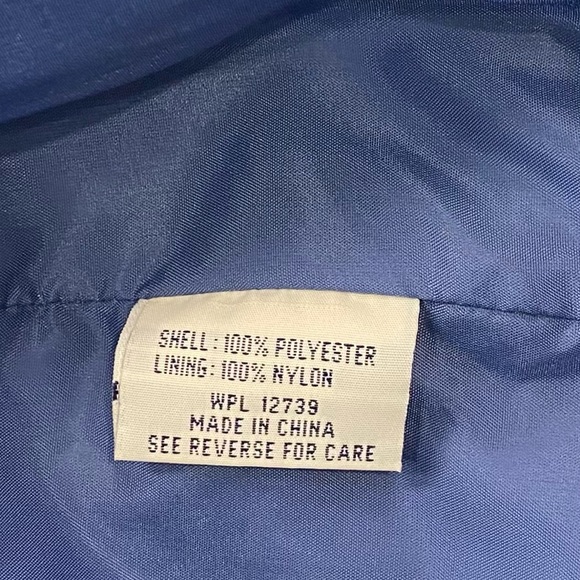 SHELL: 100% POLYESTER
LINING: 100% NYLON
WPL 12739
MADE IN CHINA
SEE REVERSE FOR CARE